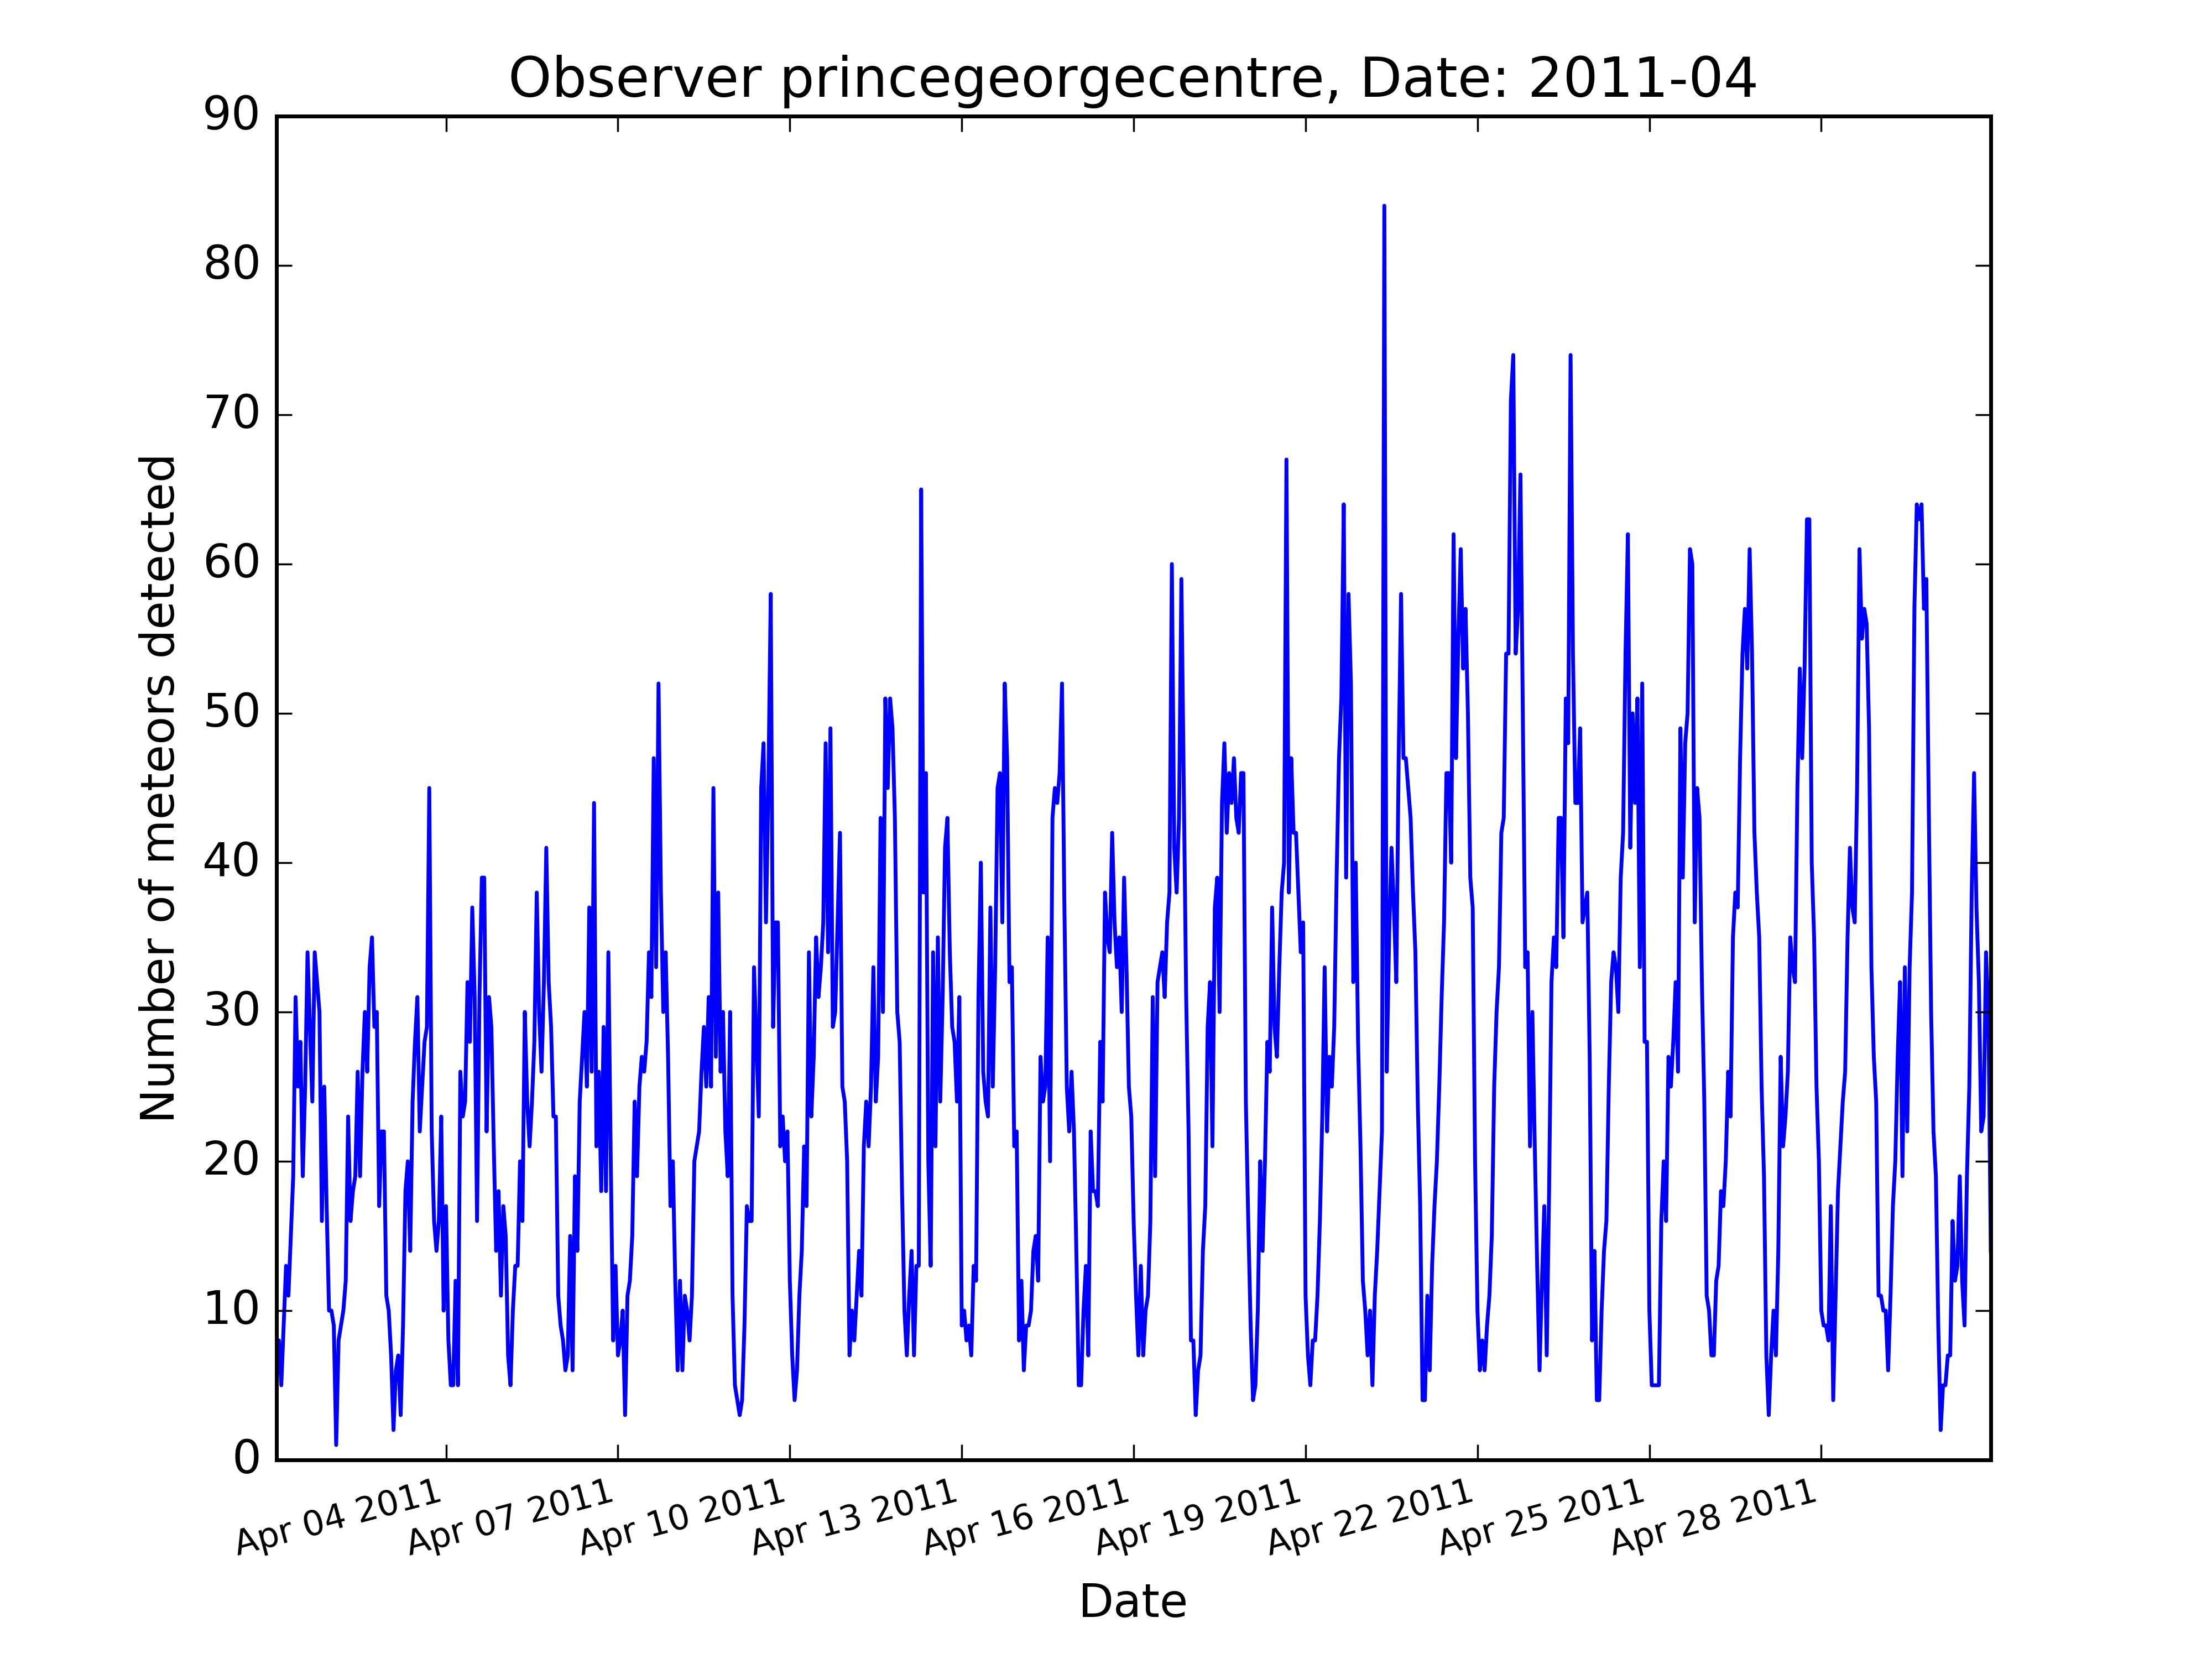 Observer princegeorgecentre, Date: 2011-04
90
80
70
60
50
40
30
20
10
0
Number of meteors detected
Apr 04 2011
Apr 07 2011
Apr 10 2011
Apr 13 2011
Apr 16 2011
Apr 19 2011
Apr 22 2011
Apr 25 2011
Apr 28 2011
Date